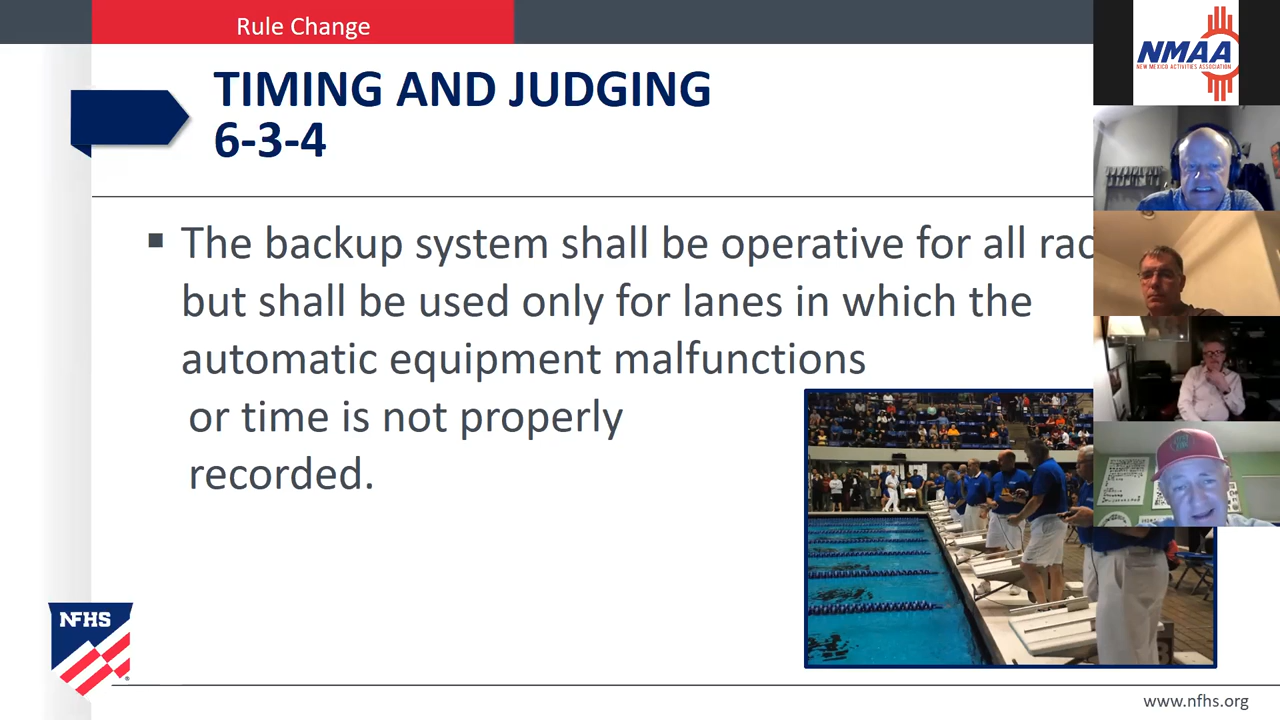 Rule Change
TIMING AND JUDGING
6-3-4
The backup system shall be operative for all
but shall be used only for lanes in which the
automatic equipment malfunctions
or time is not properly
recorded.
NFHS
www.nfhs.org
NMAA
NEW MEXICO ACTIVITIES ASSOCIATION